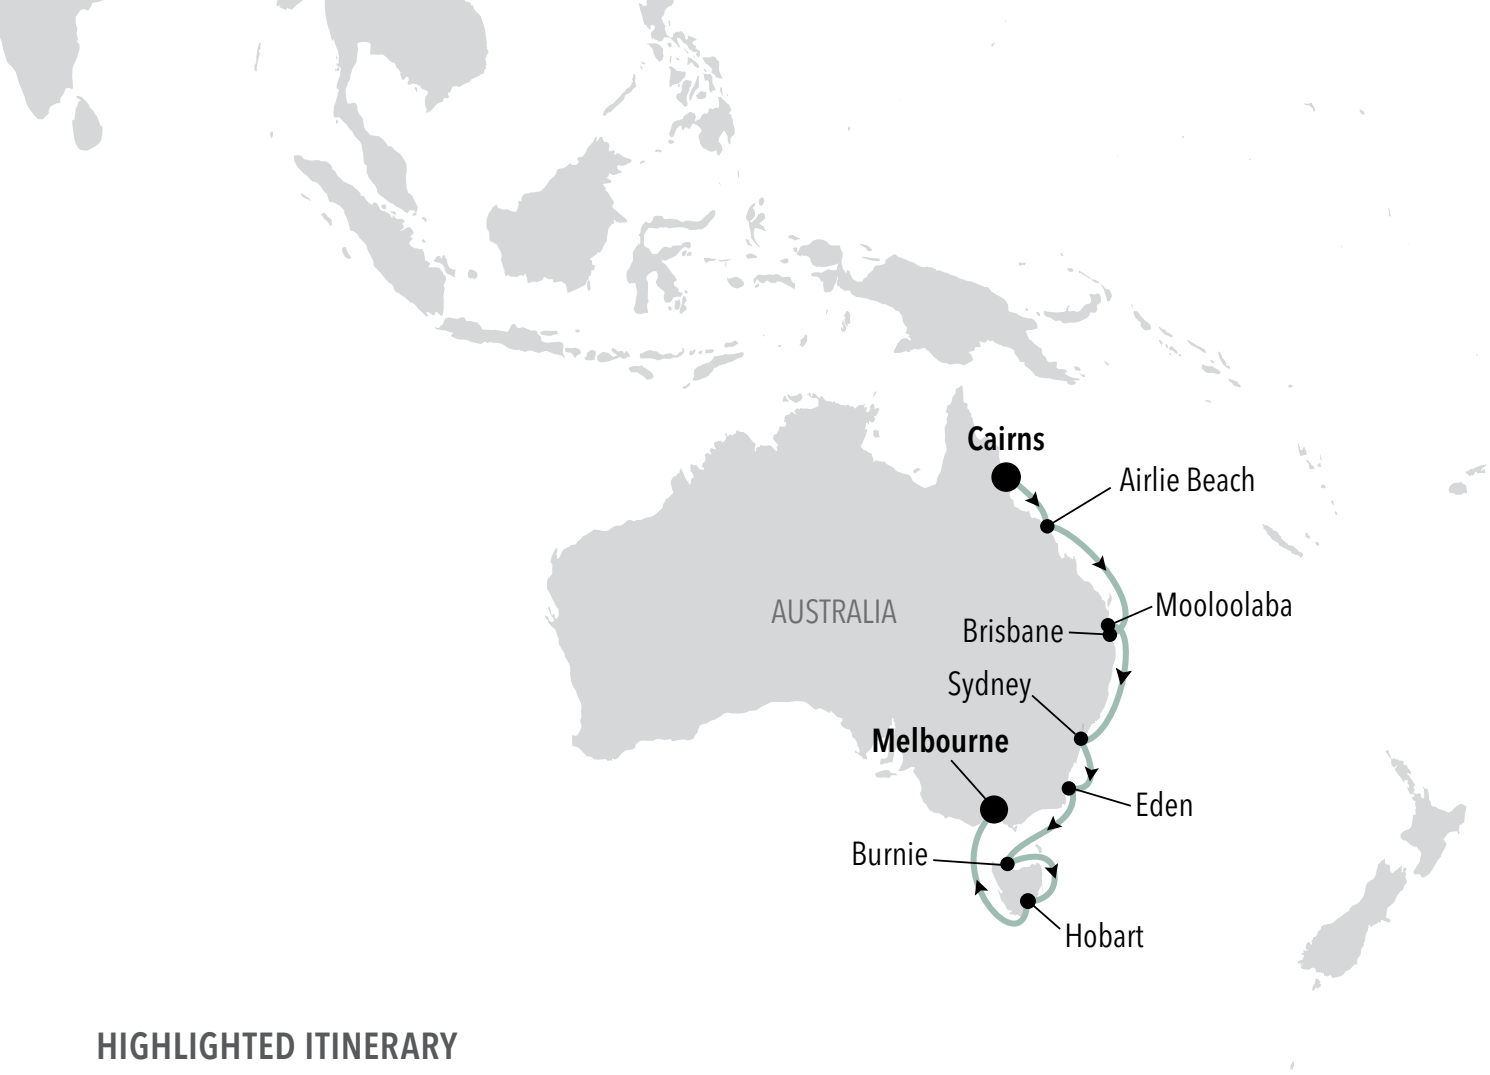 Cairns
Airlie Beach
Mooloolaba
AUSTRALIA
Brisbane
Sydney
Melbourne
Eden
Burnie
Hobart
HIGHLIGHTED ITINERARY